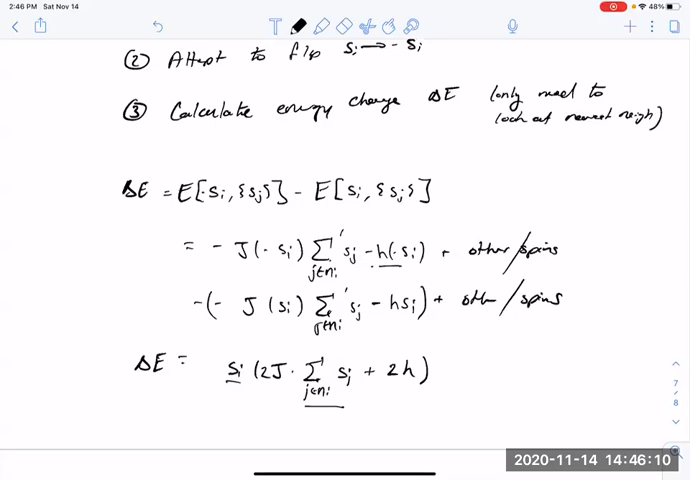 2:46 PM Sat Nov 14
48%
② Attept to flip Si → - Si
③ Calculate energy change ΔE (only need to
look at nearest neigh)
ΔE = E[-Si, {Sj}] - E[Si, {Sj}]
= - J(-Si) Σ' Sj - h(-Si) + other spins
j∈ni
-(- J (Si) Σ' Sj - hSi) + other spins
j∈ni
ΔE = Si (2J · Σ' Sj + 2h)
j∈ni
7
/
8
2020-11-14 14:46:10